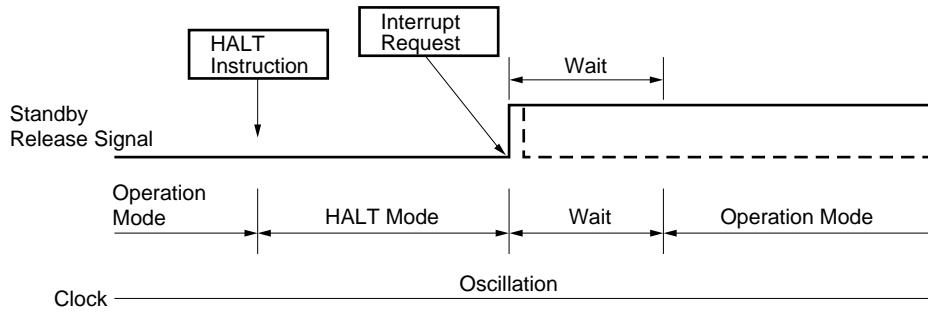 HALT
Instruction
Interrupt
Request
Wait
Standby
Release Signal
Operation
Mode
HALT Mode
Wait
Operation Mode
Clock
Oscillation